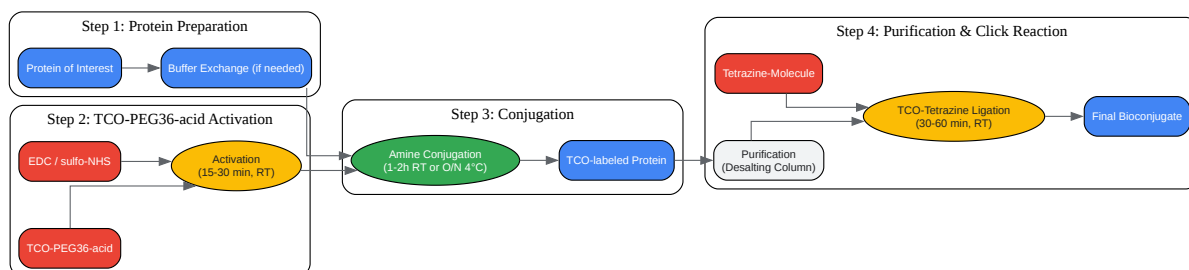 Step 1: Protein Preparation
Protein of Interest
Buffer Exchange (if needed)
Step 2: TCO-PEG36-acid Activation
EDC / sulfo-NHS
Activation
(15-30 min, RT)
TCO-PEG36-acid
Step 3: Conjugation
Amine Conjugation
(1-2h RT or O/N 4°C)
TCO-labeled Protein
Step 4: Purification & Click Reaction
Tetrazine-Molecule
TCO-Tetrazine Ligation
(30-60 min, RT)
Final Bioconjugate
Purification
(Desalting Column)